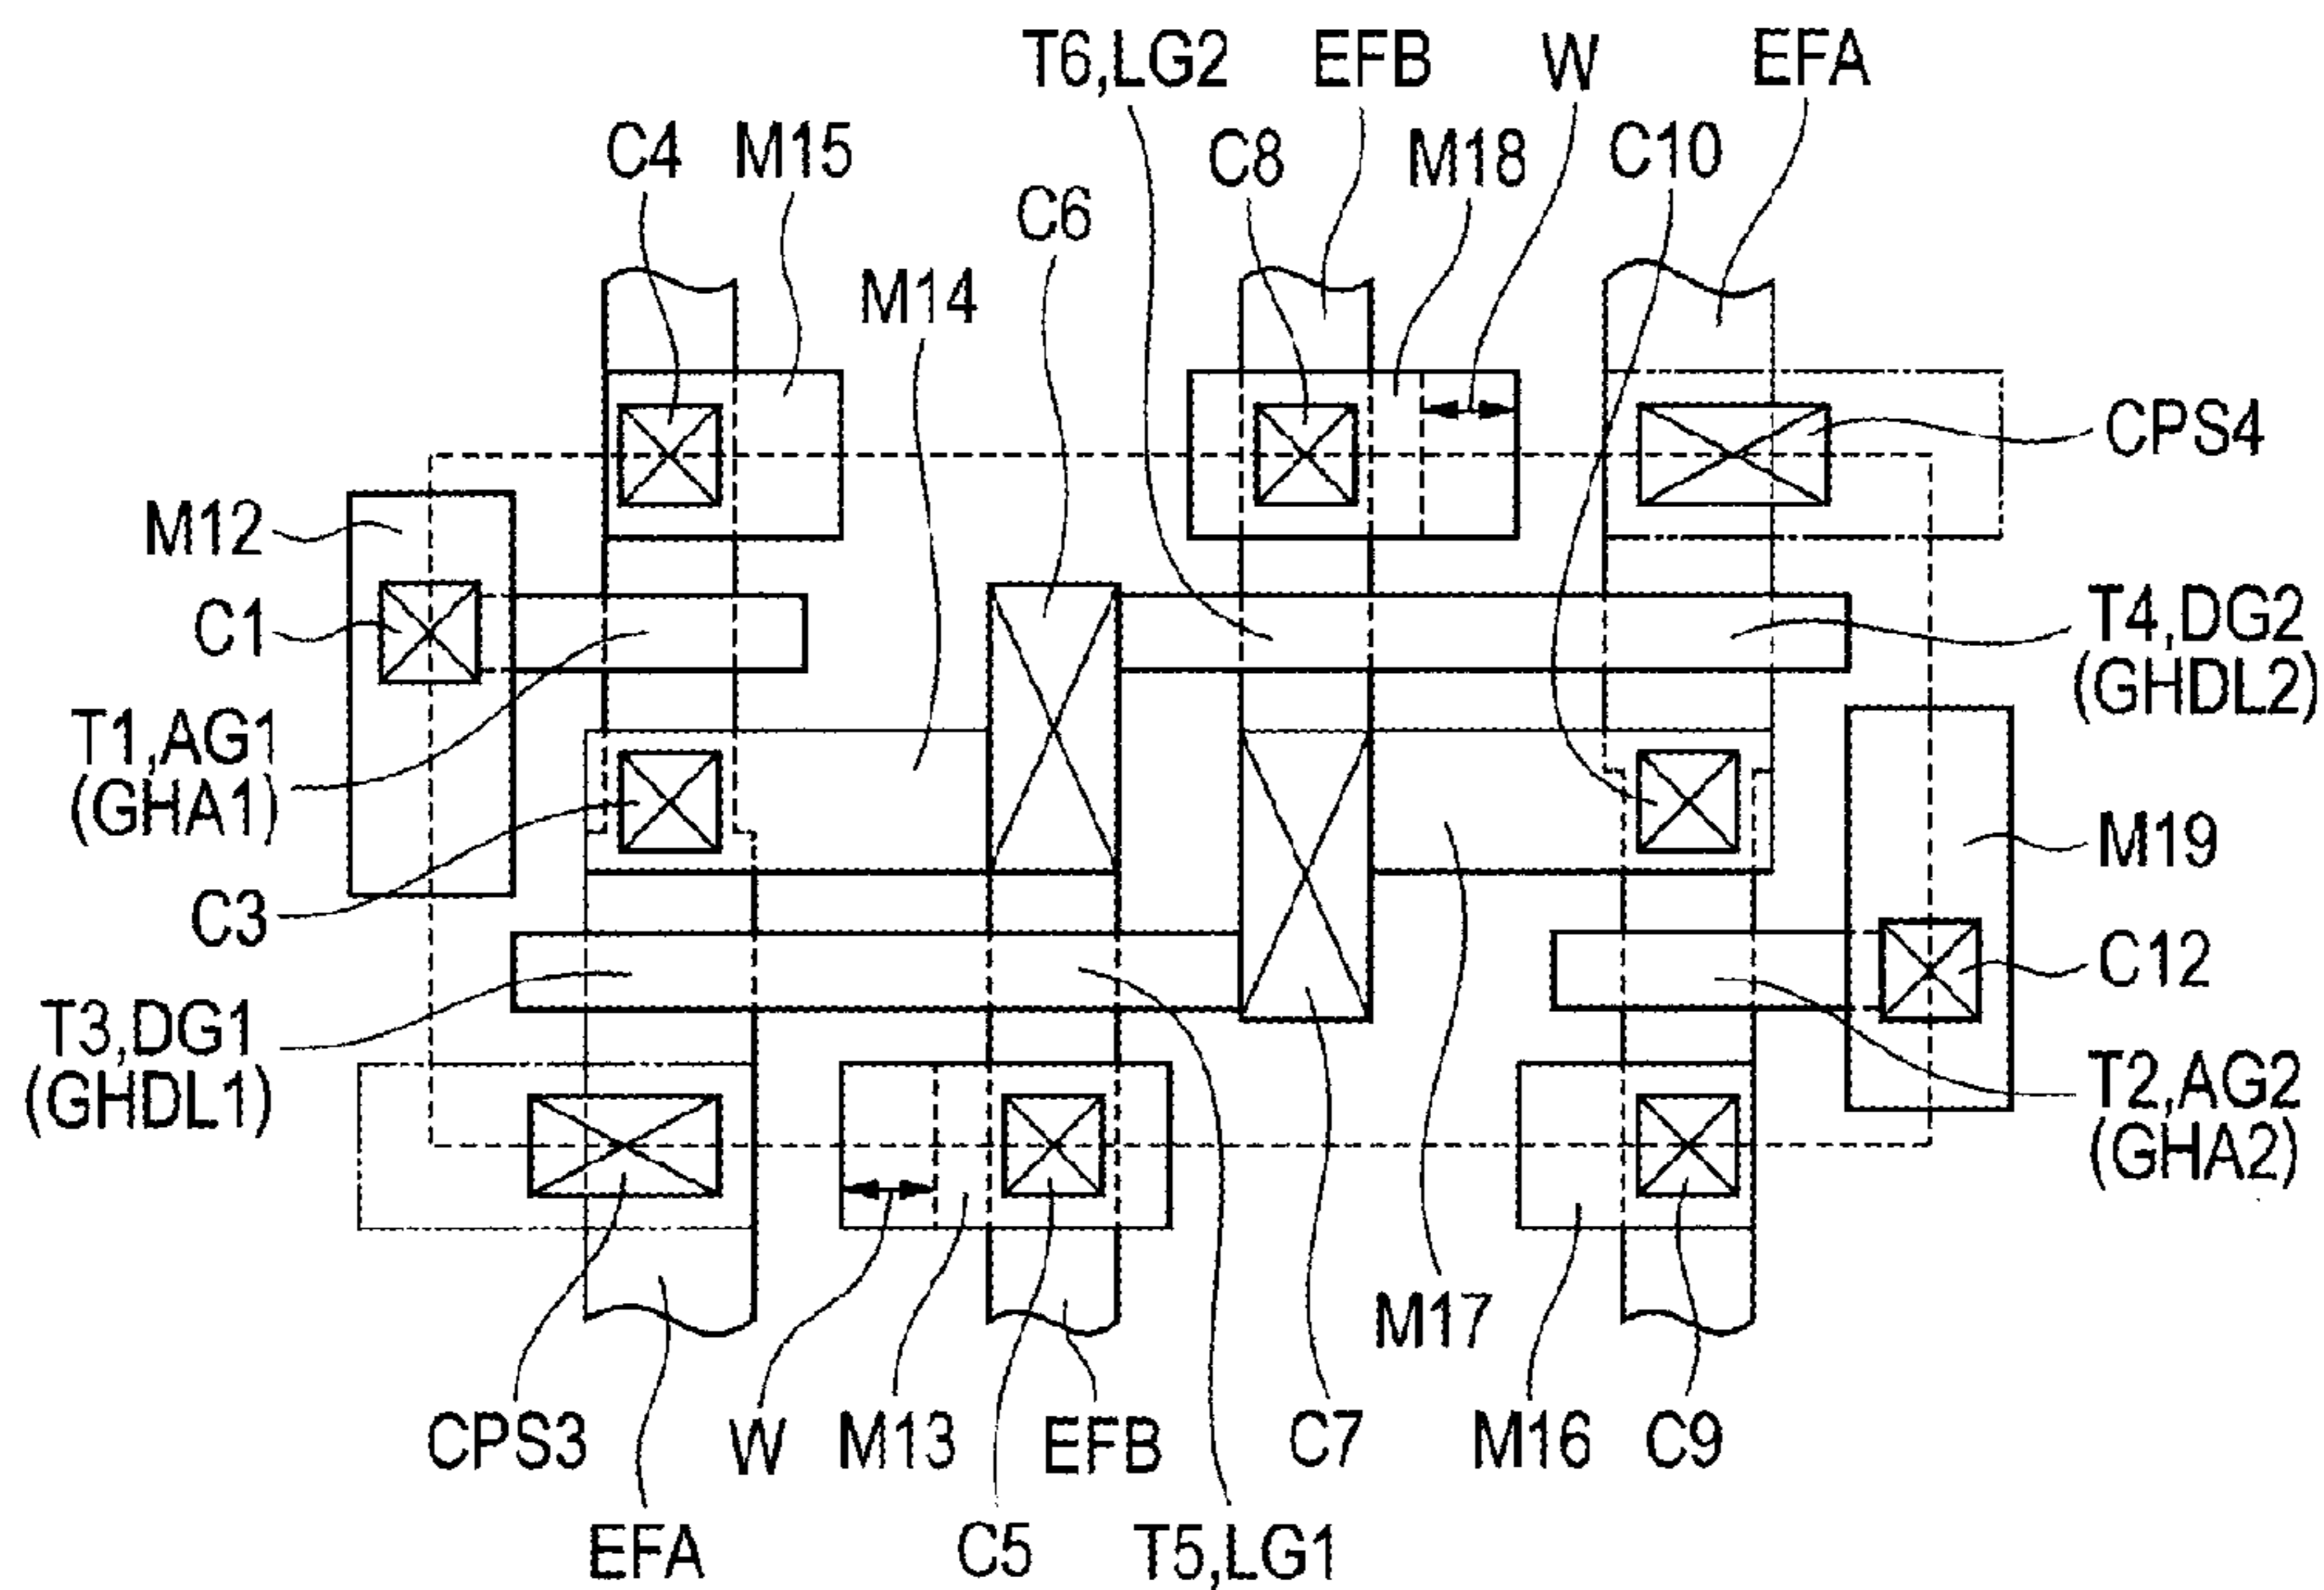 T6,LG2
EFB
W
EFA
C4
M15
C8
M18
C10
C6
M14
CPS4
M12
C1
T4,DG2
(GHDL2)
T1,AG1
(GHA1)
M19
C3
C12
T3,DG1
(GHDL1)
T2,AG2
(GHA2)
M17
CPS3
W
M13
EFB
C7
M16
C9
EFA
C5
T5,LG1